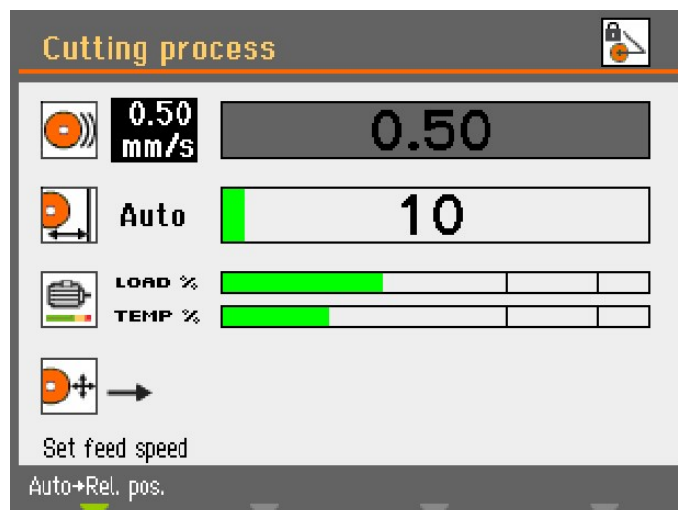 Cutting process
0.50
mm/s
0.50
Auto
10
LOAD %
TEMP %
Set feed speed
Auto→Rel. pos.